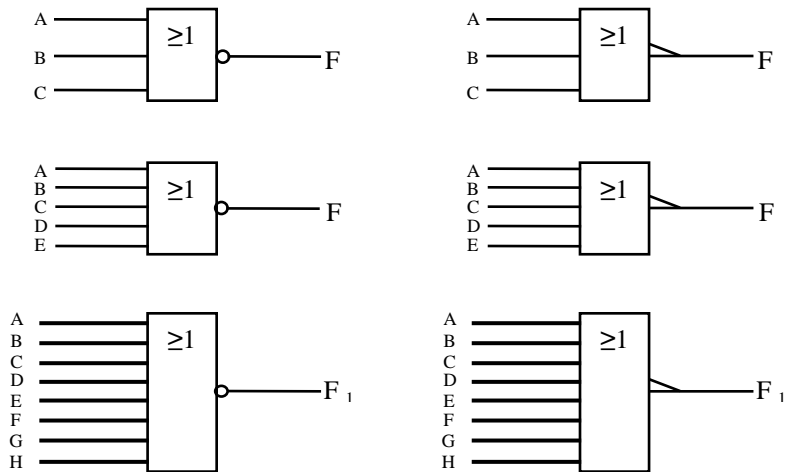 A ≥1 A ≥1
B F B F
C C
A A
B ≥1 B ≥1
C F C F
D D
E E
A A
B ≥1 B ≥1
C C
D D
E F 1 E F 1
F F
G G
H H